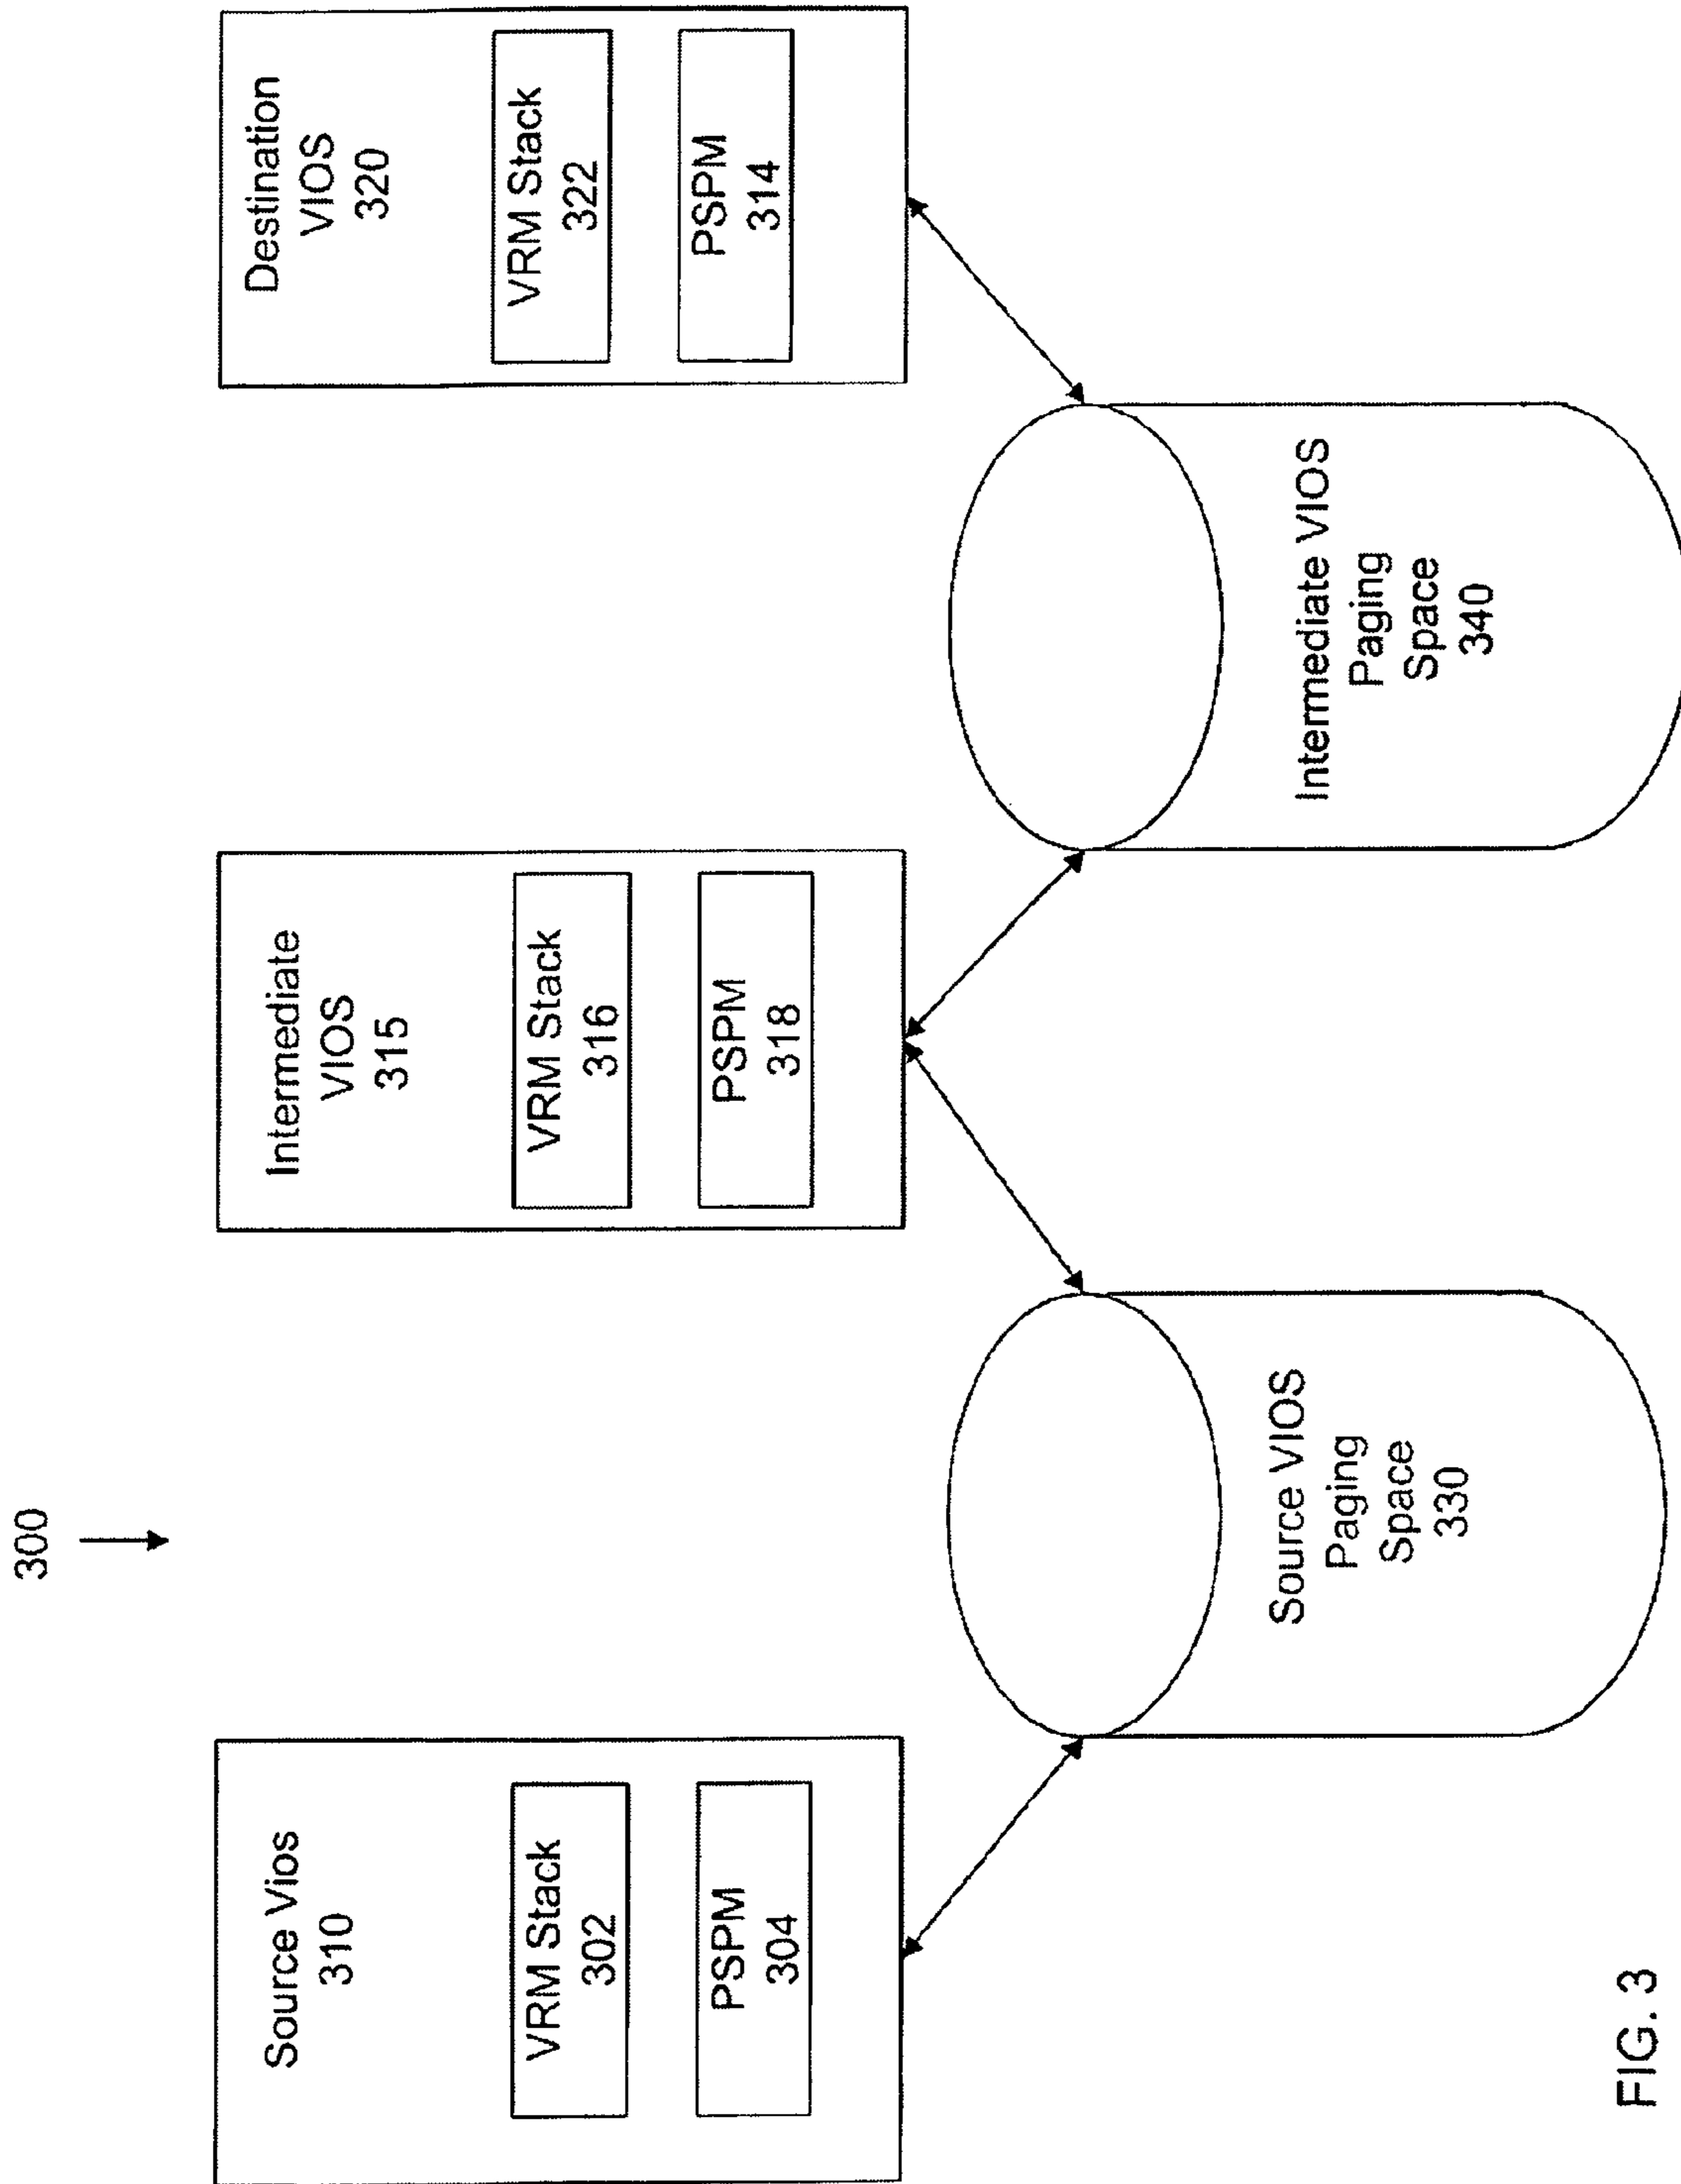 300
Source Vios
310
VRM Stack
302
PSPM
304
Intermediate
VIOS
315
VRM Stack
316
PSPM
318
Destination
VIOS
320
VRM Stack
322
PSPM
314
Source VIOS
Paging
Space
330
Intermediate VIOS
Paging
Space
340
FIG. 3